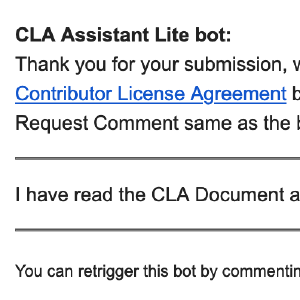 CLA Assistant Lite bot:
Thank you for your submission,
Contributor License Agreement
Request Comment same as the
I have read the CLA Document
You can retrigger this bot by